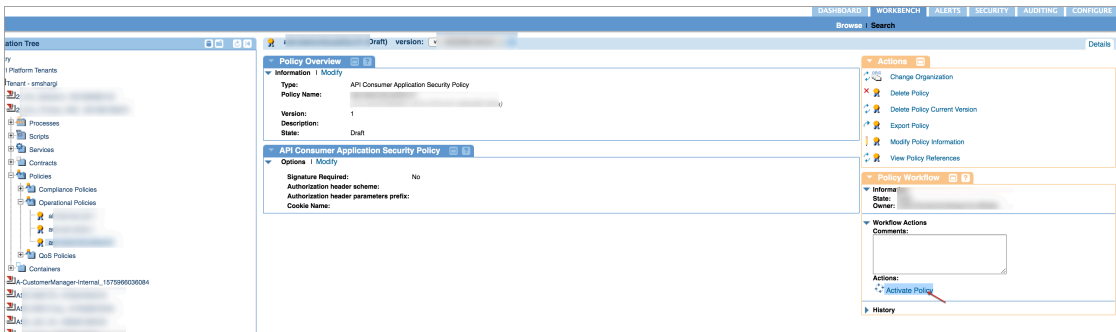 DASHBOARD WORKBENCH ALERTS SECURITY AUDITING CONFIGURE
Browse | Search
ation Tree
Draft) version:
Details
ry
Platform Tenants
Tenant - smshargi
Processes
Scripts
Services
Contracts
Policies
Compliance Policies
Operational Policies
QoS Policies
Containers
A-CustomerManager-Internal_1575966036084
Policy Overview
Information | Modify
Type: API Consumer Application Security Policy
Policy Name:
Version: 1
Description:
State: Draft
API Consumer Application Security Policy
Options | Modify
Signature Required: No
Authorization header scheme:
Authorization header parameters prefix:
Cookie Name:
Actions
Change Organization
Delete Policy
Delete Policy Current Version
Export Policy
Modify Policy Information
View Policy References
Policy Workflow
Informa
State:
Owner:
Workflow Actions
Comments:
Actions:
Activate Policy
History